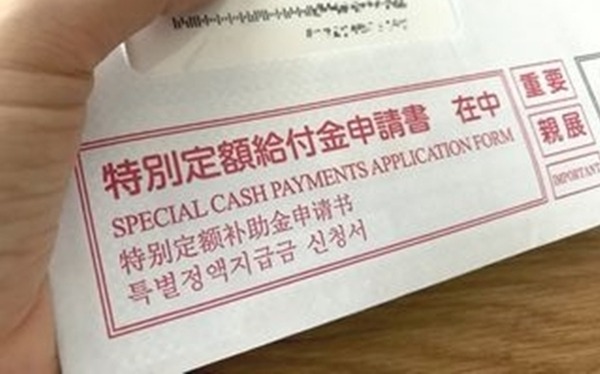 特別定額給付金申請書 在中
SPECIAL CASH PAYMENTS APPLICATION FORM
特别定额补助金申请书
특별정액지급금 신청서
重要
親展
IMPORTANT